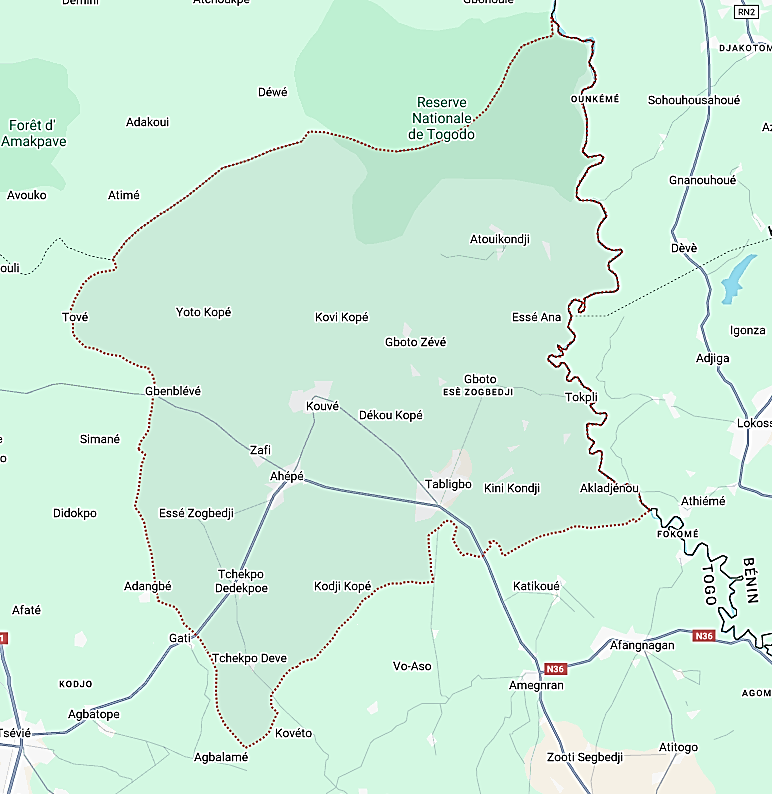 Demini
Atchoukpé
Gbonoulé
RN2
DJAKOTOM
Déwé
OUNKÉMÉ
Sohouhousahoué
Reserve
Nationale
de Togodo
Forêt d'
Amakpave
Adakoui
Az
Avouko
Atimé
Gnanouhoué
Atouikondji
Dèvè
ouli
Tové
Yoto Kopé
Kovi Kopé
Essé Ana
Igonza
Gboto Zévé
Adjiga
Gbenblévé
Gboto
ESÈ ZOGBEDJI
Tokpli
Kouvé
Dékou Kopé
Lokoss
Simané
Zafi
Ahépé
Tabligbo
Kini Kondji
Akladjénou
Athiémé
Didokpo
Essé Zogbedji
FOKOMÉ
BÉNIN
TOGO
Tchekpo
Dedekpoe
Adangbé
Kodji Kopé
Katikoué
Afaté
1
Gati
N36
Afangnagan
Tchekpo Deve
Vo-Aso
N36
KODJO
Amegnran
AGOM
Agbatope
Tsévié
Kovéto
Agbalamé
Zooti Segbedji
Atitogo